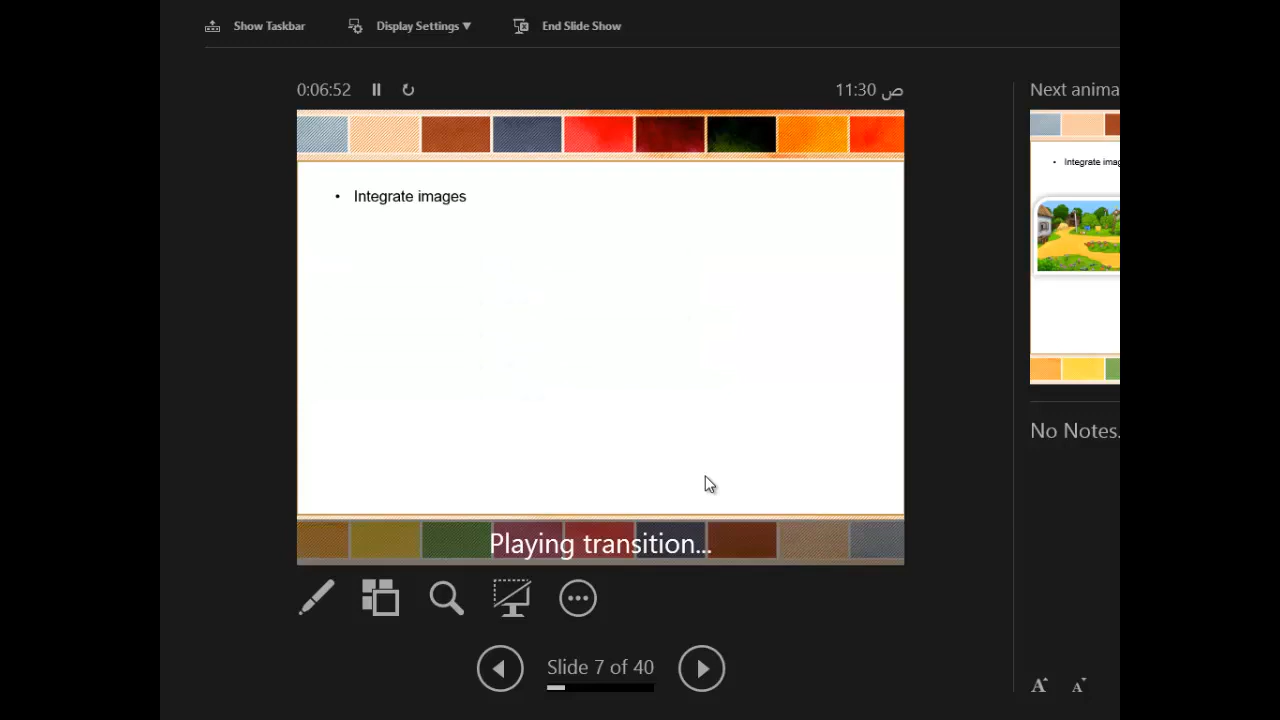 Show Taskbar
Display Settings ▼
End Slide Show
0:06:52
11:30 ص
Next anima
• Integrate images
• Integrate imag
No Notes.
Playing transition...
Slide 7 of 40
A
A